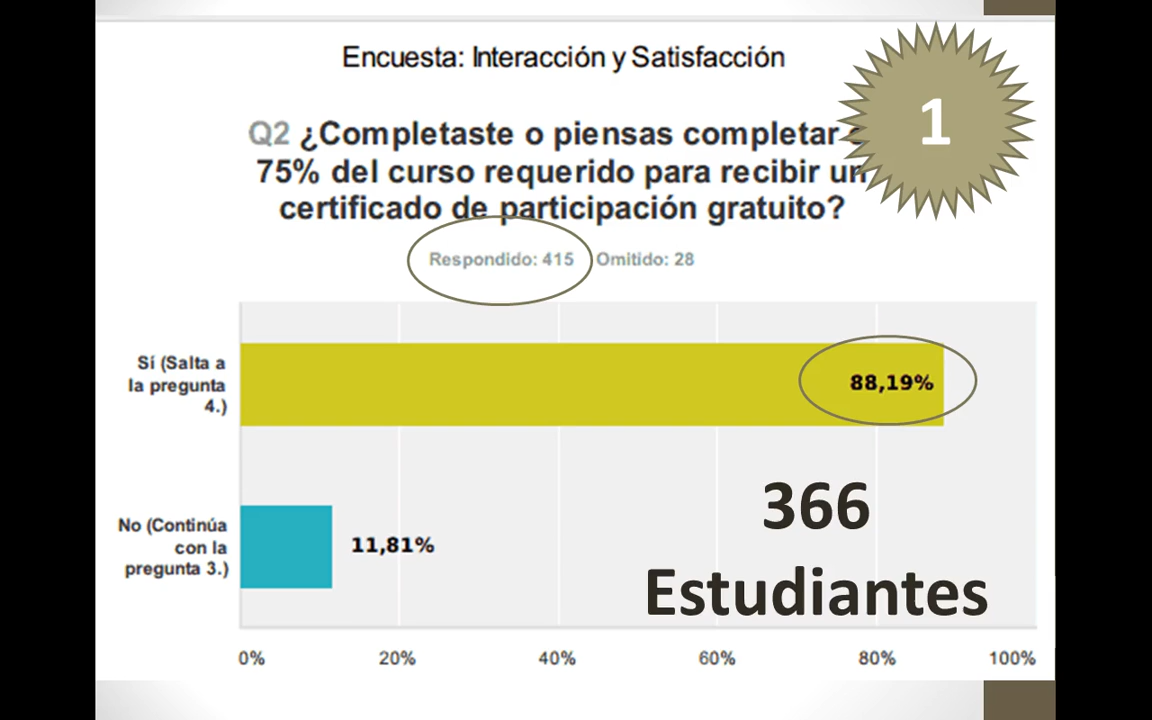 Encuesta: Interacción y Satisfacción
1
Q2 ¿Completaste o piensas completar
75% del curso requerido para recibir un
certificado de participación gratuito?
Respondido: 415 Omitido: 28
Sí (Salta a
la pregunta
4.)
88,19%
No (Continúa
con la
pregunta 3.)
11,81%
366
Estudiantes
0% 20% 40% 60% 80% 100%